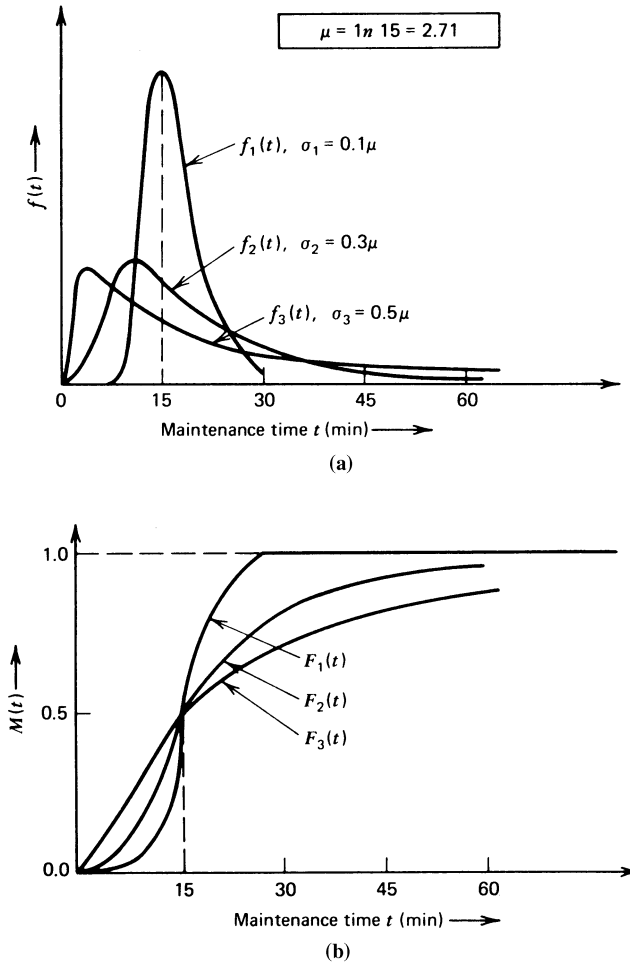 μ = 1n 15 = 2.71
f(t)
f₁(t), σ₁ = 0.1μ
f₂(t), σ₂ = 0.3μ
f₃(t), σ₃ = 0.5μ
0 15 30 45 60
Maintenance time t (min)
(a)
1.0
M(t)
F₁(t)
F₂(t)
0.5
F₃(t)
0.0
15 30 45 60
Maintenance time t (min)
(b)